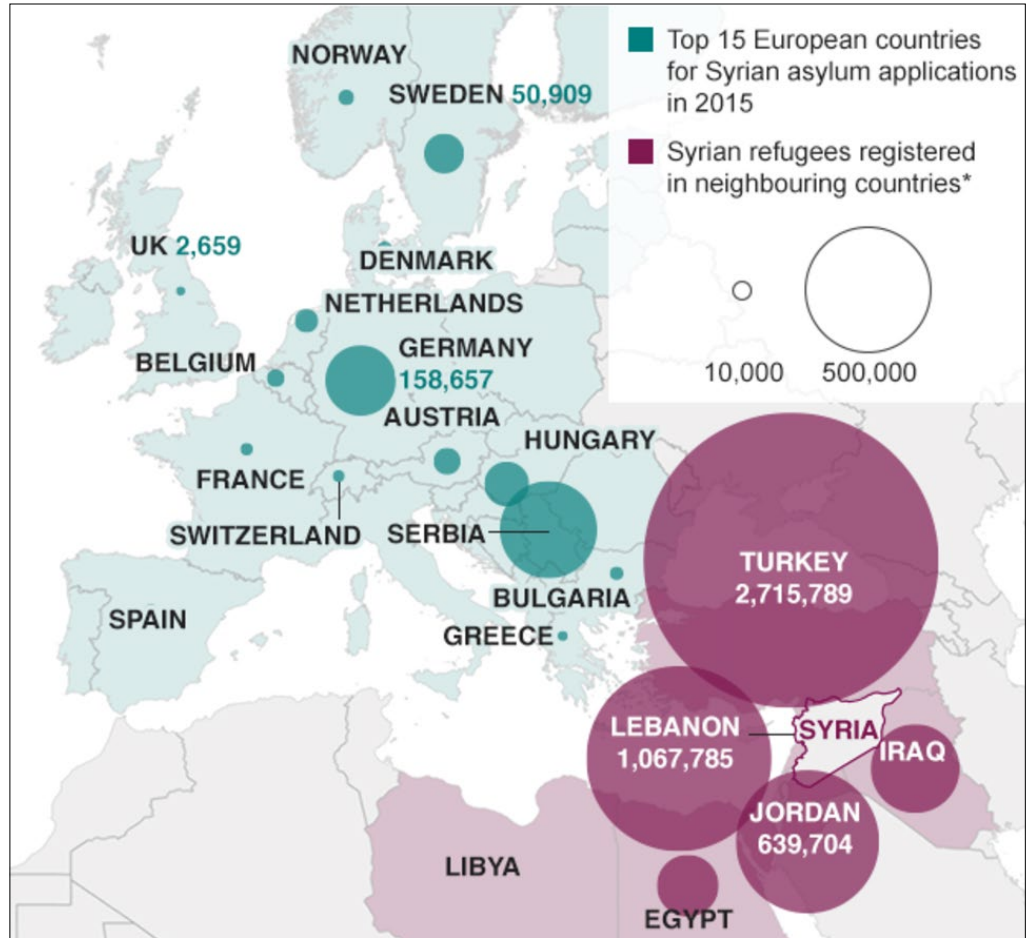 Top 15 European countries
for Syrian asylum applications
in 2015
Syrian refugees registered
in neighbouring countries*
10,000
500,000
NORWAY
SWEDEN 50,909
UK 2,659
DENMARK
NETHERLANDS
BELGIUM
GERMANY
158,657
AUSTRIA
HUNGARY
FRANCE
SWITZERLAND
SERBIA
BULGARIA
SPAIN
GREECE
TURKEY
2,715,789
LEBANON
1,067,785
SYRIA
IRAQ
JORDAN
639,704
LIBYA
EGYPT